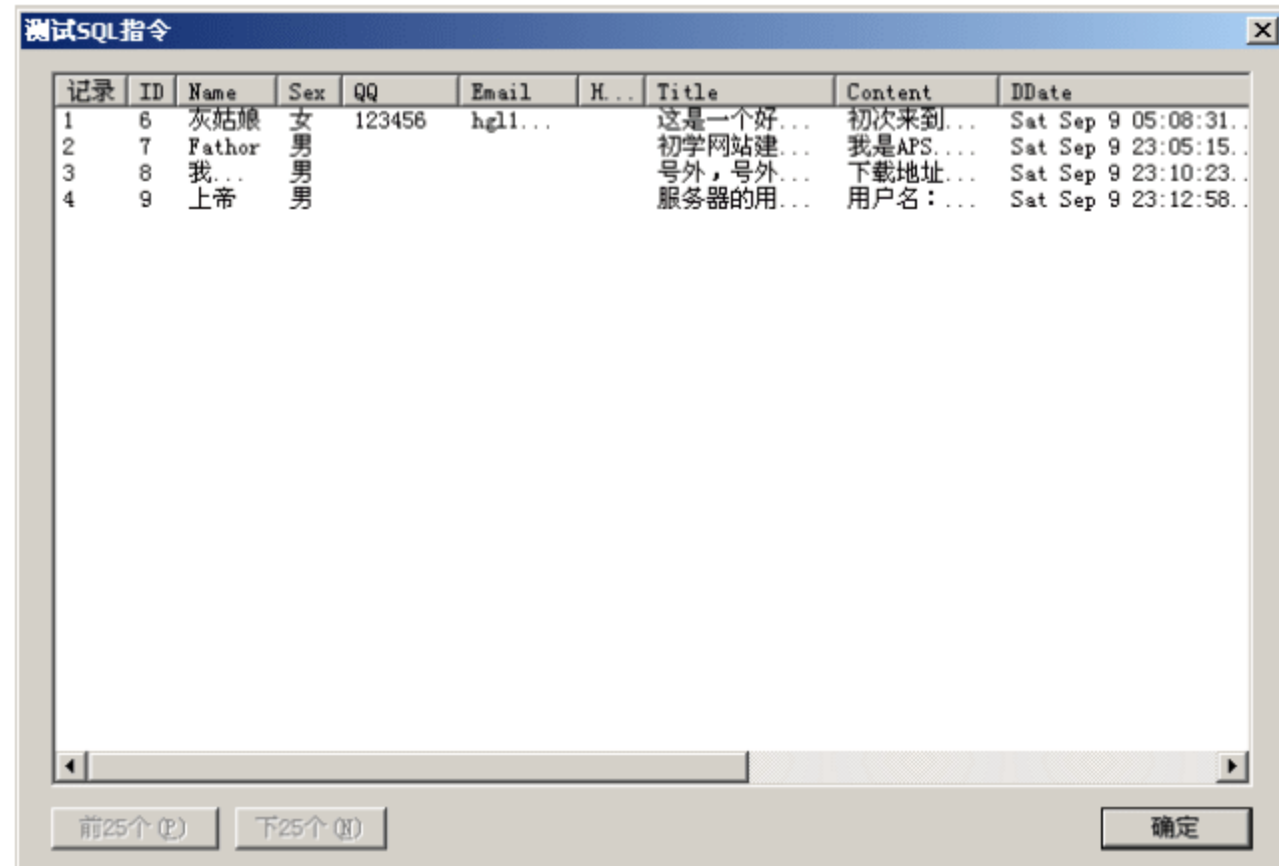 测试SQL指令
记录 ID Name Sex QQ Email H... Title Content DDate
1 6 灰姑娘 女 123456 hgl1... 这是一个好... 初次来到... Sat Sep 9 05:08:31..
2 7 Fathor 男 初学网站建... 我是APS.... Sat Sep 9 23:05:15..
3 8 我... 男 号外，号外... 下载地址... Sat Sep 9 23:10:23..
4 9 上帝 男 服务器的用... 用户名：... Sat Sep 9 23:12:58..
前25个(P) 下25个(N) 确定